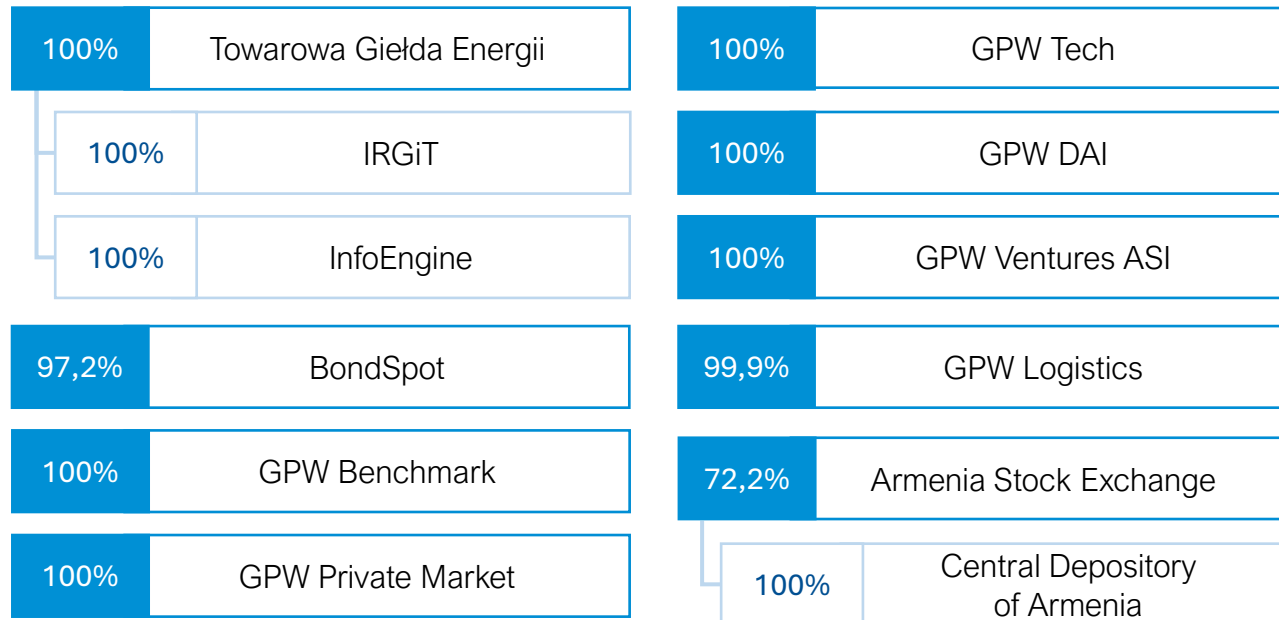 100% Towarowa Giełda Energii
100% IRGiT
100% InfoEngine
97,2% BondSpot
100% GPW Benchmark
100% GPW Private Market
100% GPW Tech
100% GPW DAI
100% GPW Ventures ASI
99,9% GPW Logistics
72,2% Armenia Stock Exchange
100% Central Depository
of Armenia